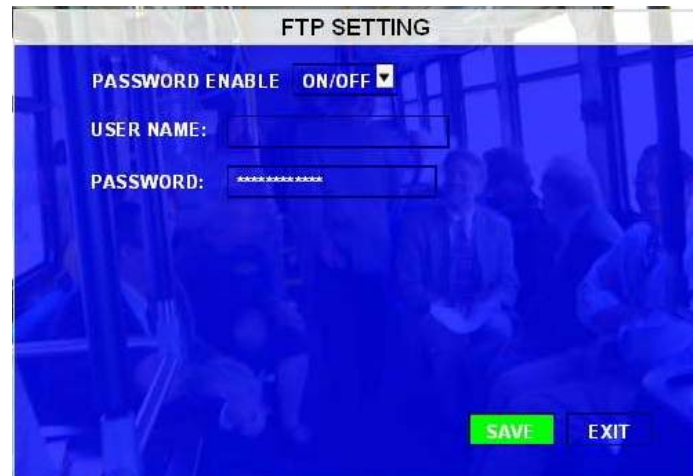 FTP SETTING
PASSWORD ENABLE ON/OFF
USER NAME:
PASSWORD: ************
SAVE EXIT